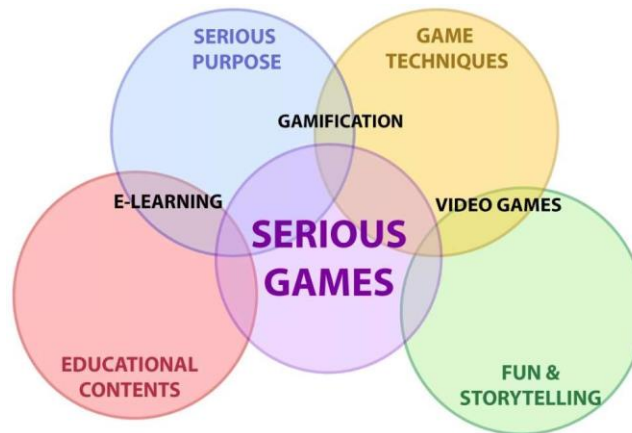 SERIOUS
PURPOSE
GAME
TECHNIQUES
GAMIFICATION
E-LEARNING
VIDEO GAMES
SERIOUS
GAMES
EDUCATIONAL
CONTENTS
FUN &
STORYTELLING